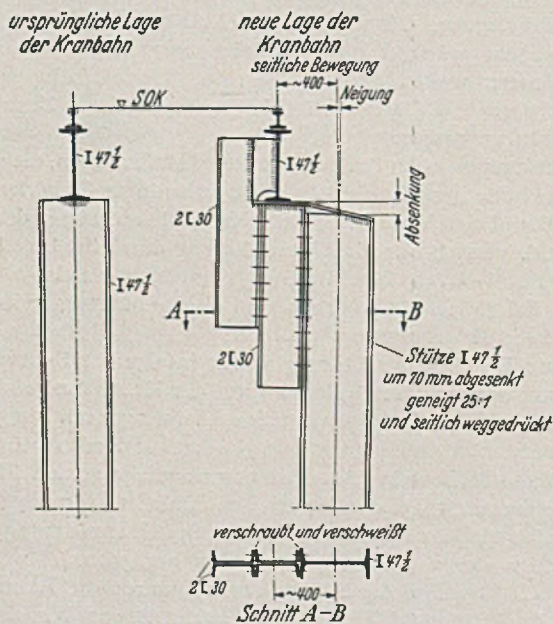 ursprüngliche Lage
der Kranbahn
neue Lage der
Kranbahn
seitliche Bewegung
~400
Neigung
SOK
I 47 1/2
I 47 1/2
Absenkung
2 [ 30
I 47 1/2
A
B
2 [ 30
Stütze I 47 1/2
um 70 mm abgesenkt
geneigt 25:1
und seitlich weggedrückt
verschraubt und verschweißt
I 47 1/2
2 [ 30
~400
Schnitt A-B